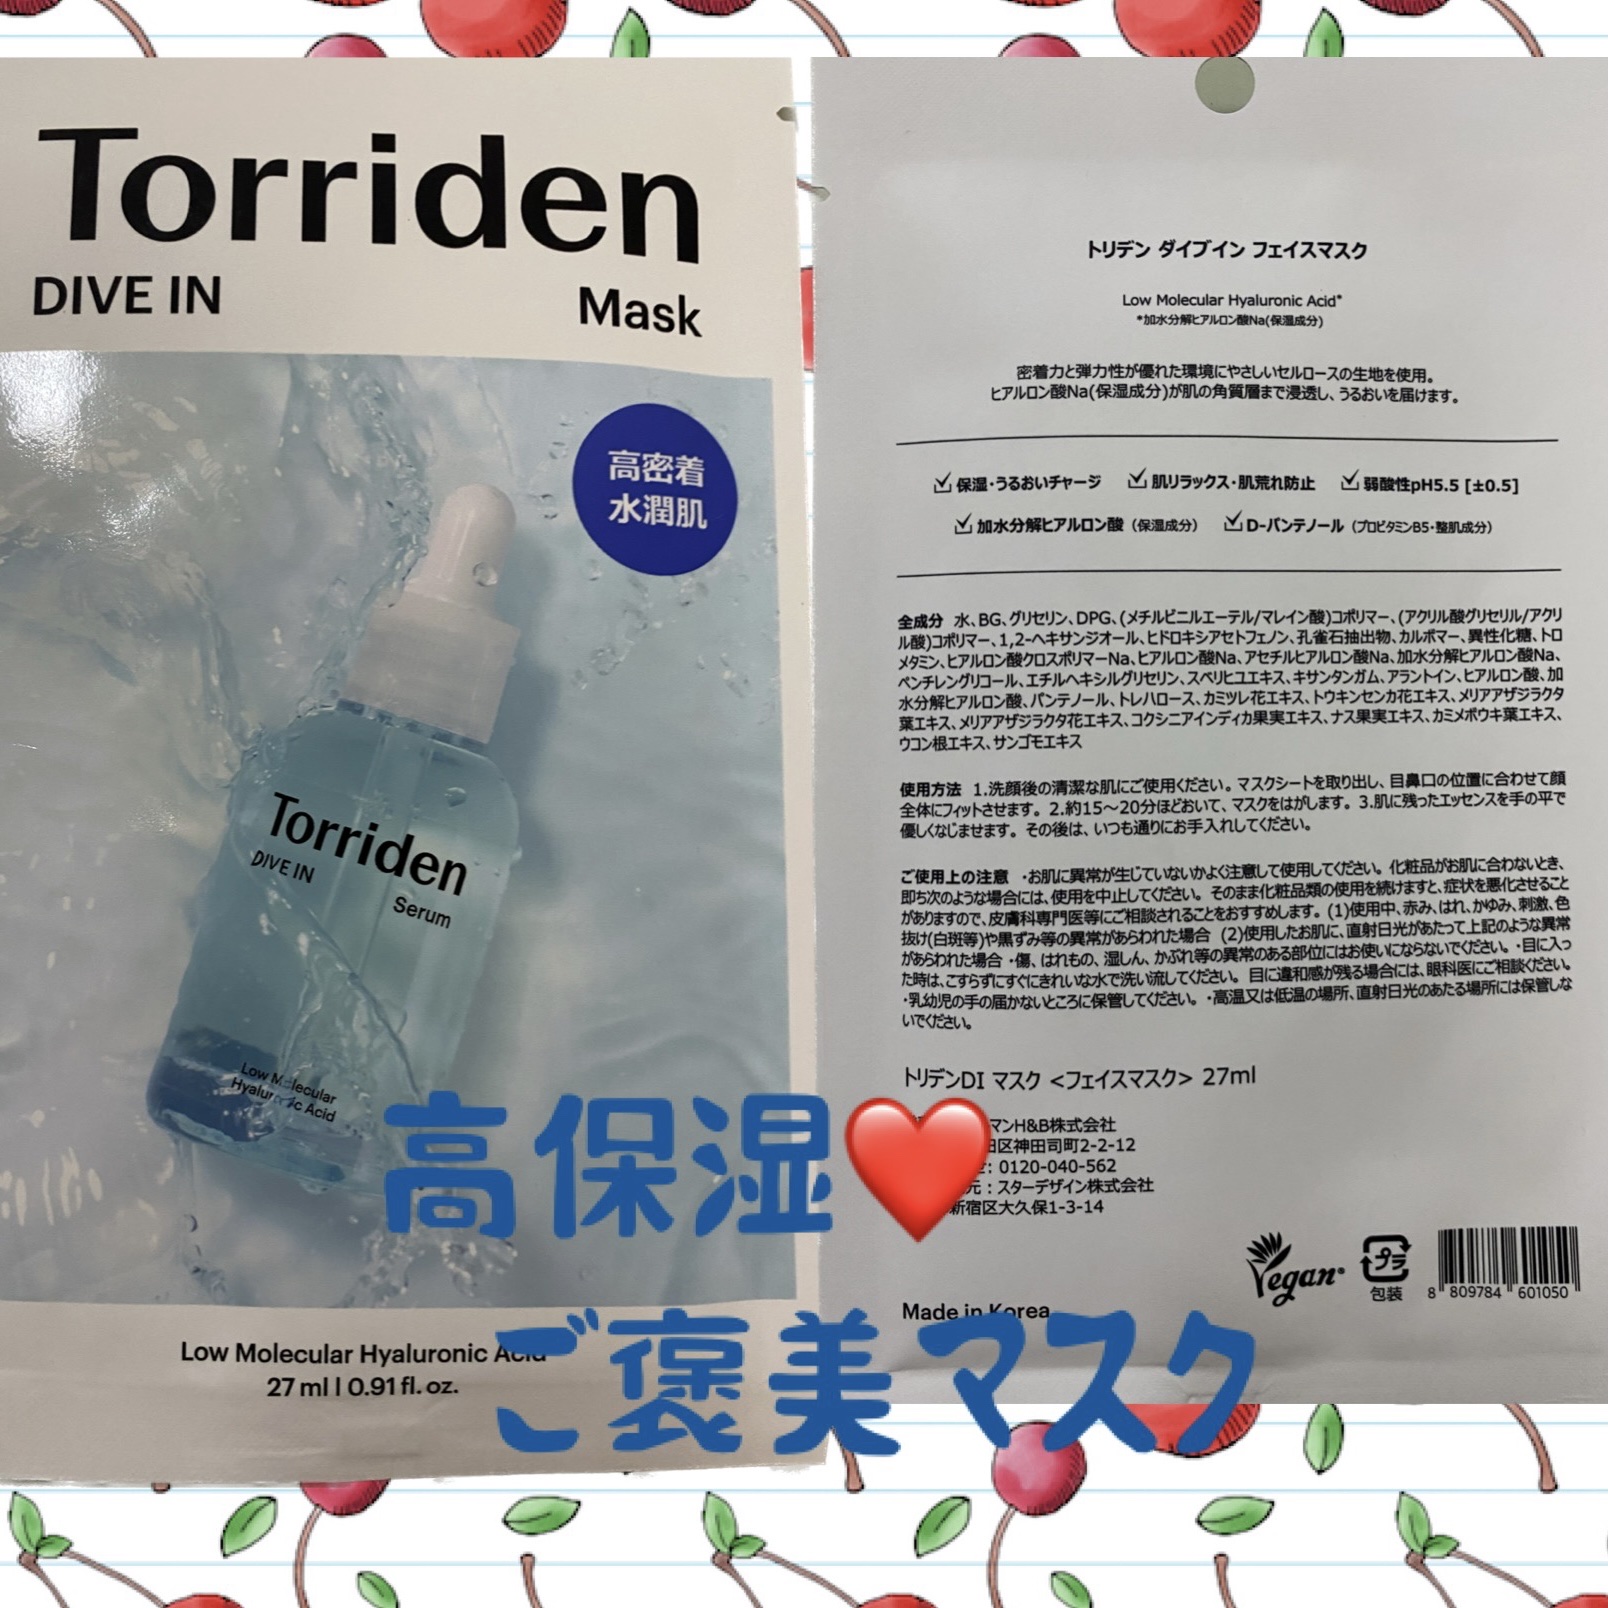 Torriden
DIVE IN
Mask
高密着
水潤肌
Torriden
DIVE IN
Serum
Low Molecular
Hyaluronic Acid
Low Molecular Hyaluronic Acid
27 ml | 0.91 fl. oz.
トリデン ダイブイン フェイスマスク
Low Molecular Hyaluronic Acid*
*加水分解ヒアルロン酸Na(保湿成分)
密着力と弾力性が優れた環境にやさしいセルロースの生地を使用。
ヒアルロン酸Na(保湿成分)が肌の角質層まで浸透し、うるおいを届けます。
保湿・うるおいチャージ 肌リラックス・肌荒れ防止 弱酸性pH5.5 [±0.5]
加水分解ヒアルロン酸（保湿成分） D-パンテノール（プロビタミンB5・整肌成分）
全成分 水、BG、グリセリン、DPG、(メチルビニルエーテル/マレイン酸)コポリマー、(アクリル酸グリセリル/アクリ
ル酸)コポリマー、1,2-ヘキサンジオール、ヒドロキシアセトフェノン、孔雀石抽出物、カルボマー、異性化糖、トロ
メタミン、ヒアルロン酸クロスポリマーNa、ヒアルロン酸Na、アセチルヒアルロン酸Na、加水分解ヒアルロン酸Na、
ペンチレングリコール、エチルヘキシルグリセリン、スベリヒユエキス、キサンタンガム、アラントイン、ヒアルロン酸、加
水分解ヒアルロン酸、パンテノール、トレハロース、カミツレ花エキス、トウキンセンカ花エキス、メリアアザジラクタ
葉エキス、メリアアザジラクタ花エキス、コクシニアインディカ果実エキス、ナス果実エキス、カミメボウキ葉エキス、
ウコン根エキス、サンゴモエキス
使用方法 1.洗顔後の清潔な肌にご使用ください。マスクシートを取り出し、目鼻口の位置に合わせて顔
全体にフィットさせます。2.約15～20分ほどおいて、マスクをはがします。3.肌に残ったエッセンスを手の平で
優しくなじませます。その後は、いつも通りにお手入れしてください。
ご使用上の注意 ・お肌に異常が生じていないかよく注意して使用してください。化粧品がお肌に合わないとき、
即ち次のような場合には、使用を中止してください。そのまま化粧品類の使用を続けますと、症状を悪化させること
がありますので、皮膚科専門医等にご相談されることをおすすめします。(1)使用中、赤み、はれ、かゆみ、刺激、色
抜け(白斑等)や黒ずみ等の異常があらわれた場合 (2)使用したお肌に、直射日光があたって上記のような異常
があらわれた場合 ・傷、はれもの、湿しん、かぶれ等の異常のある部位にはお使いにならないでください。・目に入っ
た時は、こすらずにすぐにきれいな水で洗い流してください。目に違和感が残る場合には、眼科医にご相談ください。
・乳幼児の手の届かないところに保管してください。・高温又は低温の場所、直射日光のあたる場所には保管しな
いでください。
トリデンDI マスク <フェイスマスク> 27ml
マンH&B株式会社
田区神田司町2-2-12
: 0120-040-562
元：スターデザイン株式会社
新宿区大久保1-3-14
Vegan
プラ
包装
8 809784 601050
Made in Korea
高保湿❤️
ご褒美マスク